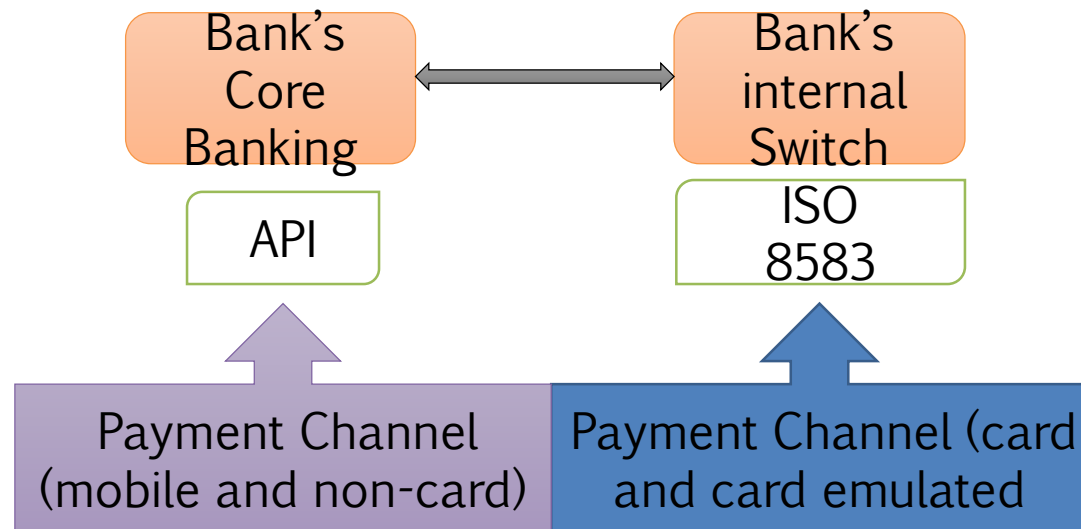 Bank's
Core
Banking
Bank's
internal
Switch
API
ISO
8583
Payment Channel
(mobile and non-card)
Payment Channel (card
and card emulated